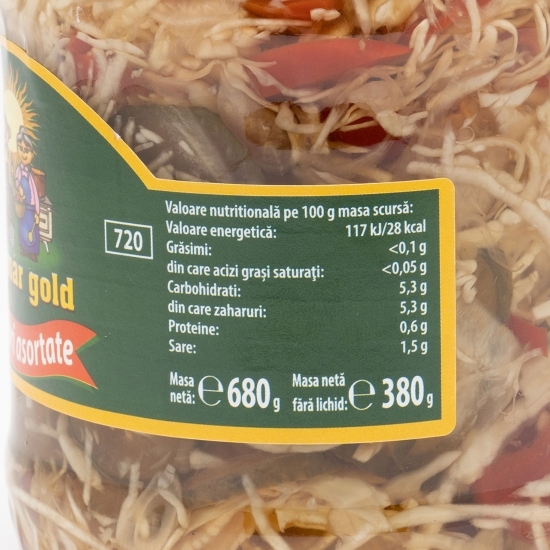 Valoare nutritională pe 100 g masa scursă:
Valoare energetică: 117 kJ/28 kcal
Grăsimi: <0,1 g
din care acizi grași saturați: <0,05 g
Carbohidrati: 5,3 g
din care zaharuri: 5,3 g
Proteine: 0,6 g
Sare: 1,5 g
720
gold
asortate
Masa netă: ℮ 680 g
Masa netă fără lichid: ℮ 380 g